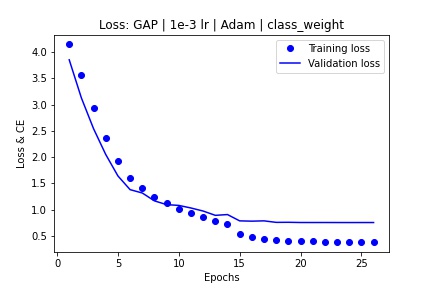 Loss: GAP | 1e-3 lr | Adam | class_weight
Training loss
Validation loss
4.0
3.5
3.0
2.5
2.0
1.5
1.0
0.5
Loss & CE
0 5 10 15 20 25
Epochs